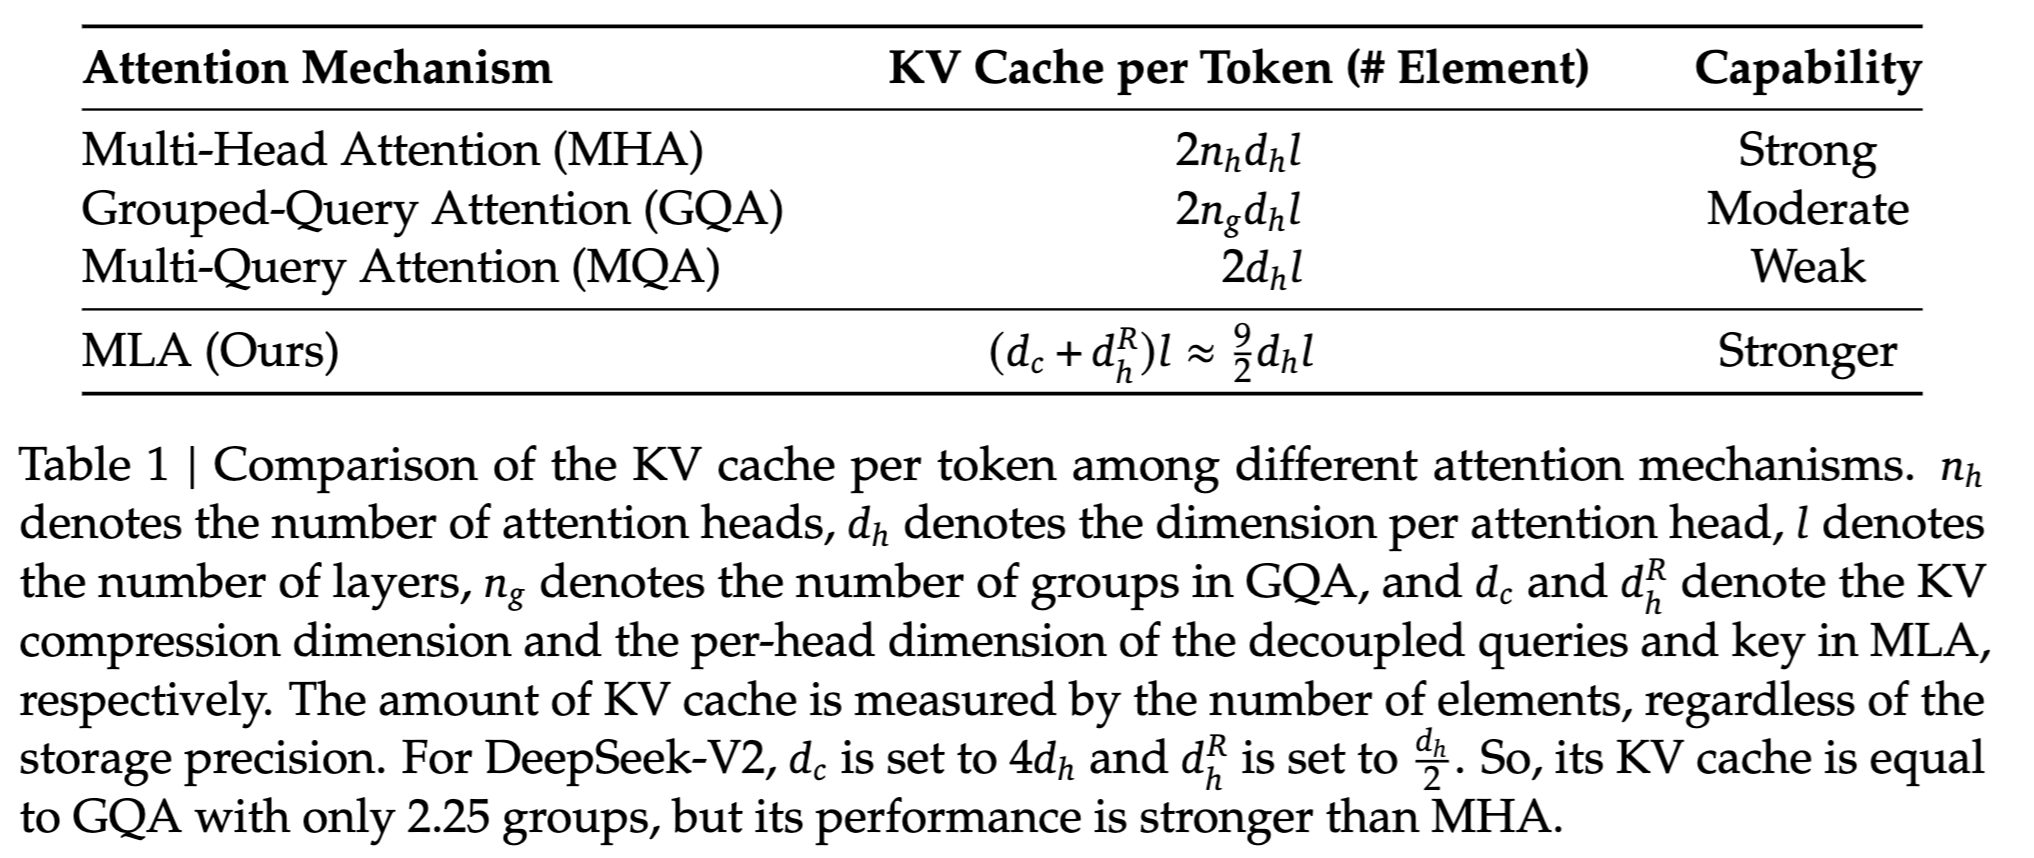 Attention Mechanism KV Cache per Token (# Element) Capability
Multi-Head Attention (MHA) 2n_h d_h l Strong
Grouped-Query Attention (GQA) 2n_g d_h l Moderate
Multi-Query Attention (MQA) 2d_h l Weak
MLA (Ours) (d_c + d_h^R)l ≈ 9/2 d_h l Stronger
Table 1 | Comparison of the KV cache per token among different attention mechanisms. n_h
denotes the number of attention heads, d_h denotes the dimension per attention head, l denotes
the number of layers, n_g denotes the number of groups in GQA, and d_c and d_h^R denote the KV
compression dimension and the per-head dimension of the decoupled queries and key in MLA,
respectively. The amount of KV cache is measured by the number of elements, regardless of the
storage precision. For DeepSeek-V2, d_c is set to 4d_h and d_h^R is set to d_h/2. So, its KV cache is equal
to GQA with only 2.25 groups, but its performance is stronger than MHA.